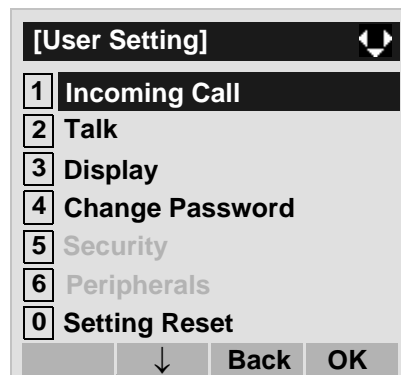 [User Setting]
1 Incoming Call
2 Talk
3 Display
4 Change Password
5 Security
6 Peripherals
0 Setting Reset
↓ Back OK